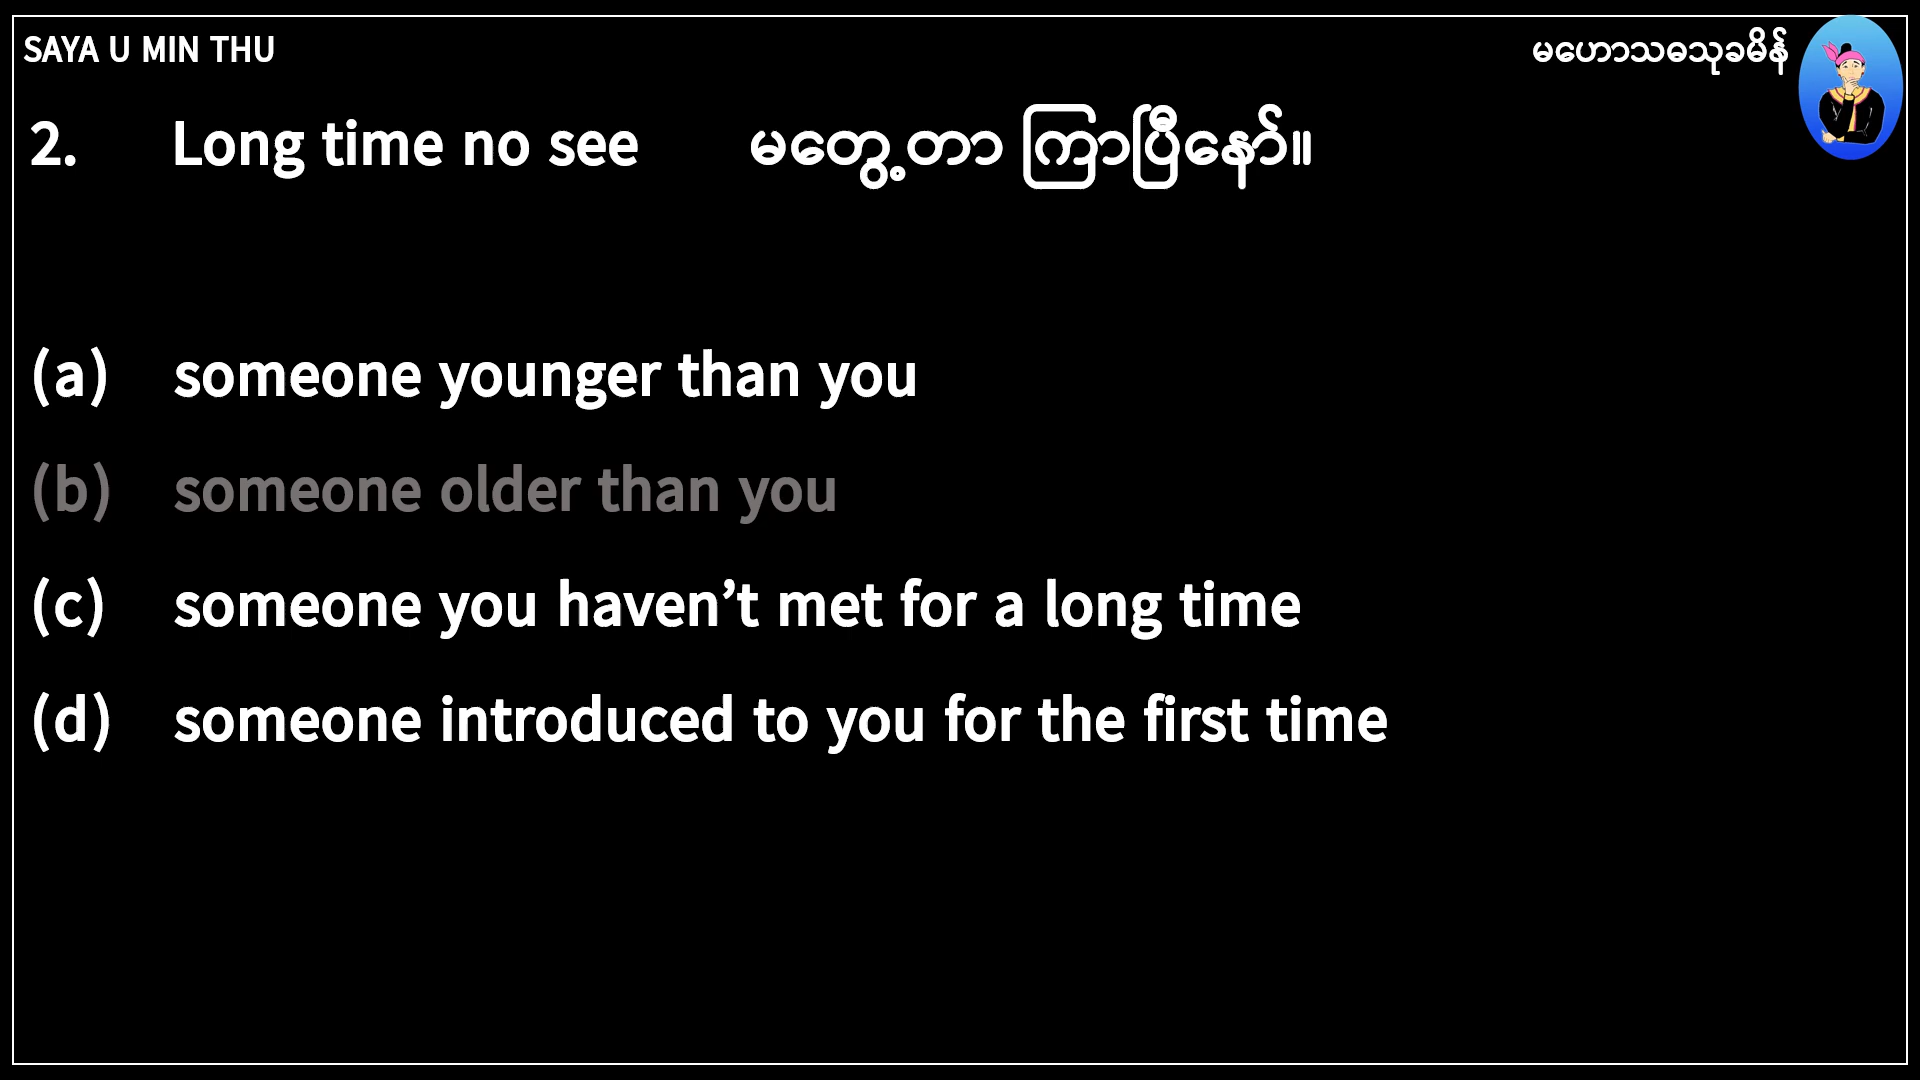 SAYA U MIN THU မဟောသဓသုခမိန်
2. Long time no see မတွေ့တာ ကြာပြီနော်။
(a) someone younger than you
(b) someone older than you
(c) someone you haven’t met for a long time
(d) someone introduced to you for the first time